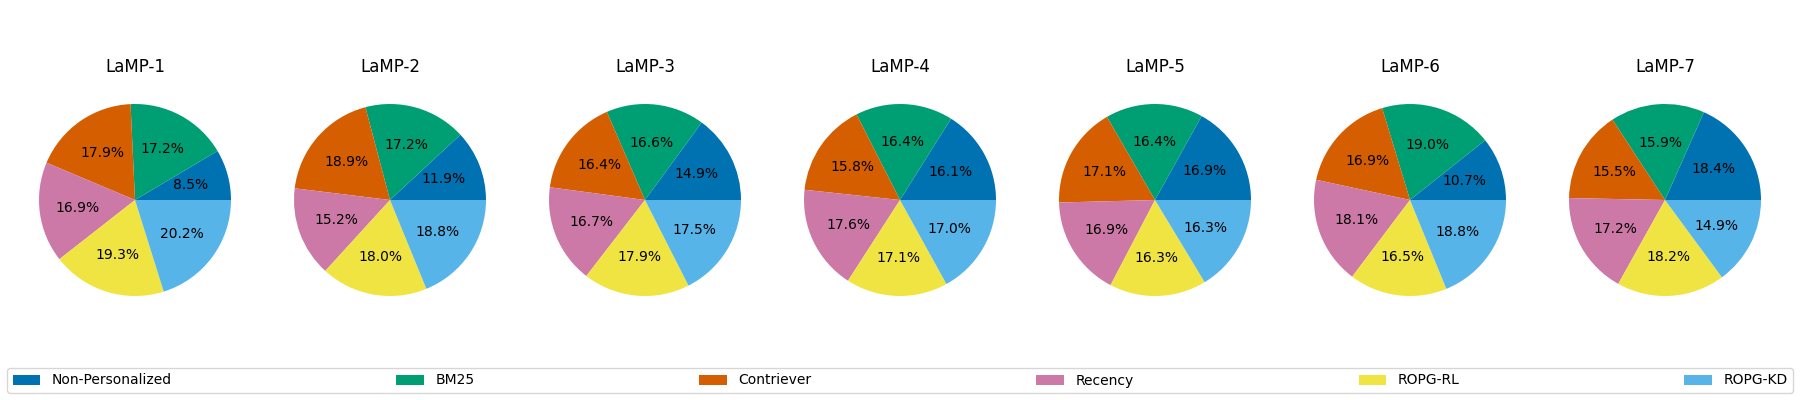 LaMP-1 LaMP-2 LaMP-3 LaMP-4 LaMP-5 LaMP-6 LaMP-7
17.9% 17.2% 8.5% 16.9% 19.3% 20.2%
18.9% 17.2% 11.9% 15.2% 18.0% 18.8%
16.4% 16.6% 14.9% 16.7% 17.9% 17.5%
15.8% 16.4% 16.1% 17.6% 17.1% 17.0%
17.1% 16.4% 16.9% 16.9% 16.3% 16.3%
16.9% 19.0% 10.7% 18.1% 16.5% 18.8%
15.5% 15.9% 18.4% 17.2% 18.2% 14.9%
Non-Personalized BM25 Contriever Recency ROPG-RL ROPG-KD